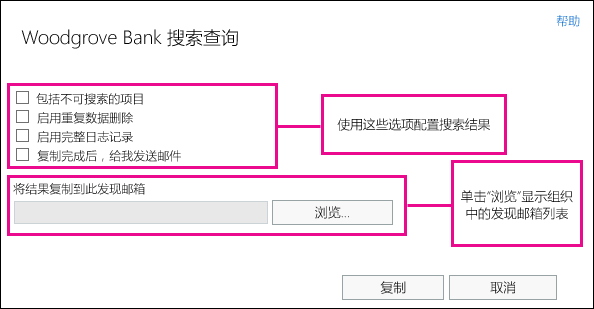 帮助
Woodgrove Bank 搜索查询
包括不可搜索的项目
启用重复数据删除
启用完整日志记录
复制完成后，给我发送邮件
使用这些选项配置搜索结果
将结果复制到此发现邮箱
浏览...
单击“浏览”显示组织
中的发现邮箱列表
复制
取消